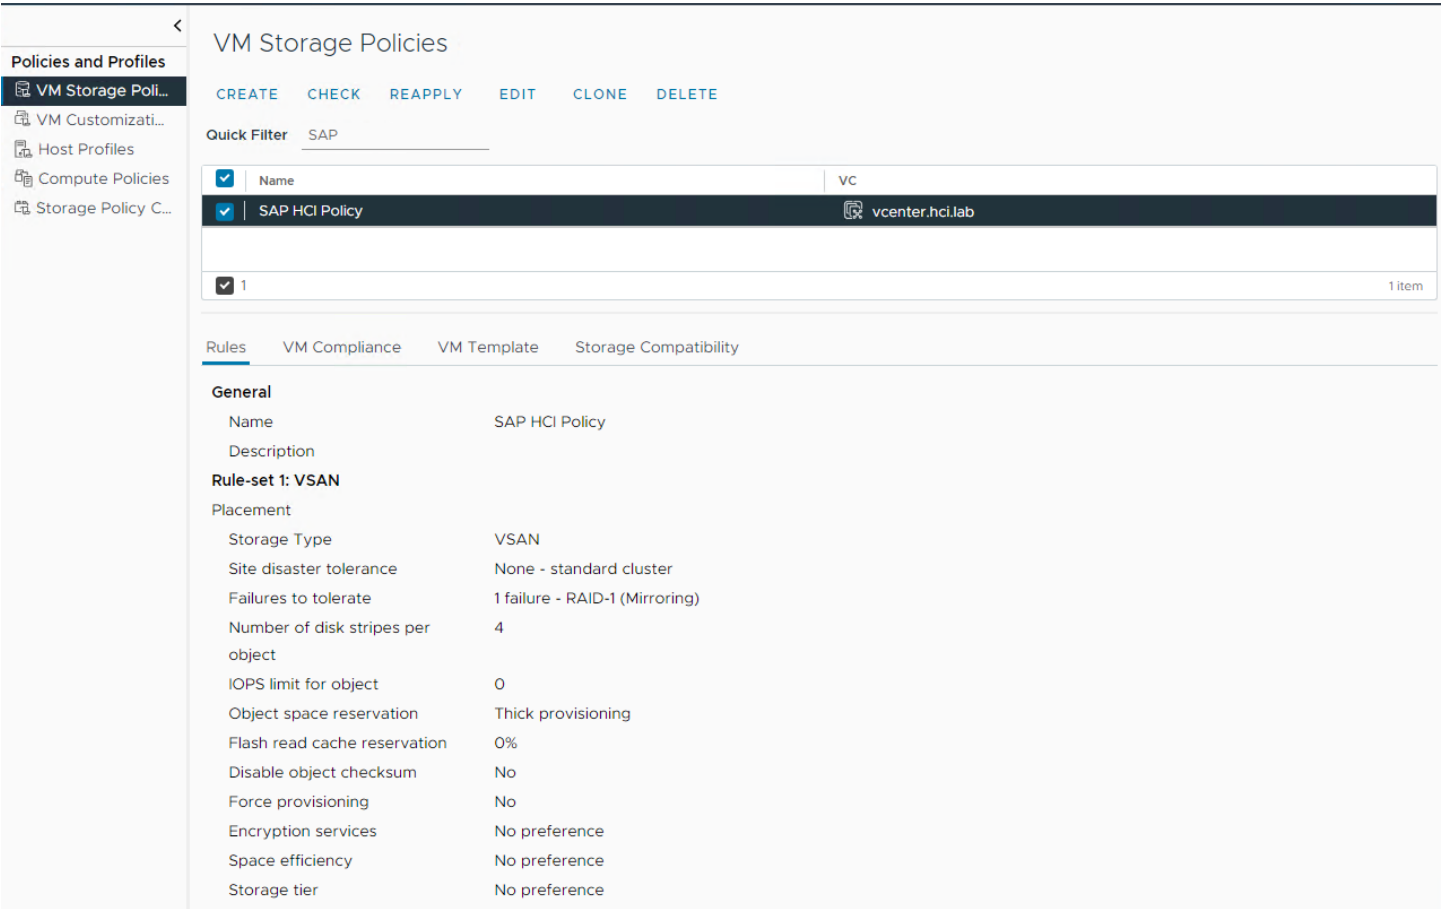 VM Storage Policies
Policies and Profiles
VM Storage Poli...
VM Customizati...
Host Profiles
Compute Policies
Storage Policy C...
CREATE CHECK REAPPLY EDIT CLONE DELETE
Quick Filter SAP
Name VC
SAP HCI Policy vcenter.hci.lab
1 1 item
Rules VM Compliance VM Template Storage Compatibility
General
Name SAP HCI Policy
Description
Rule-set 1: VSAN
Placement
Storage Type VSAN
Site disaster tolerance None - standard cluster
Failures to tolerate 1 failure - RAID-1 (Mirroring)
Number of disk stripes per 4
object
IOPS limit for object 0
Object space reservation Thick provisioning
Flash read cache reservation 0%
Disable object checksum No
Force provisioning No
Encryption services No preference
Space efficiency No preference
Storage tier No preference